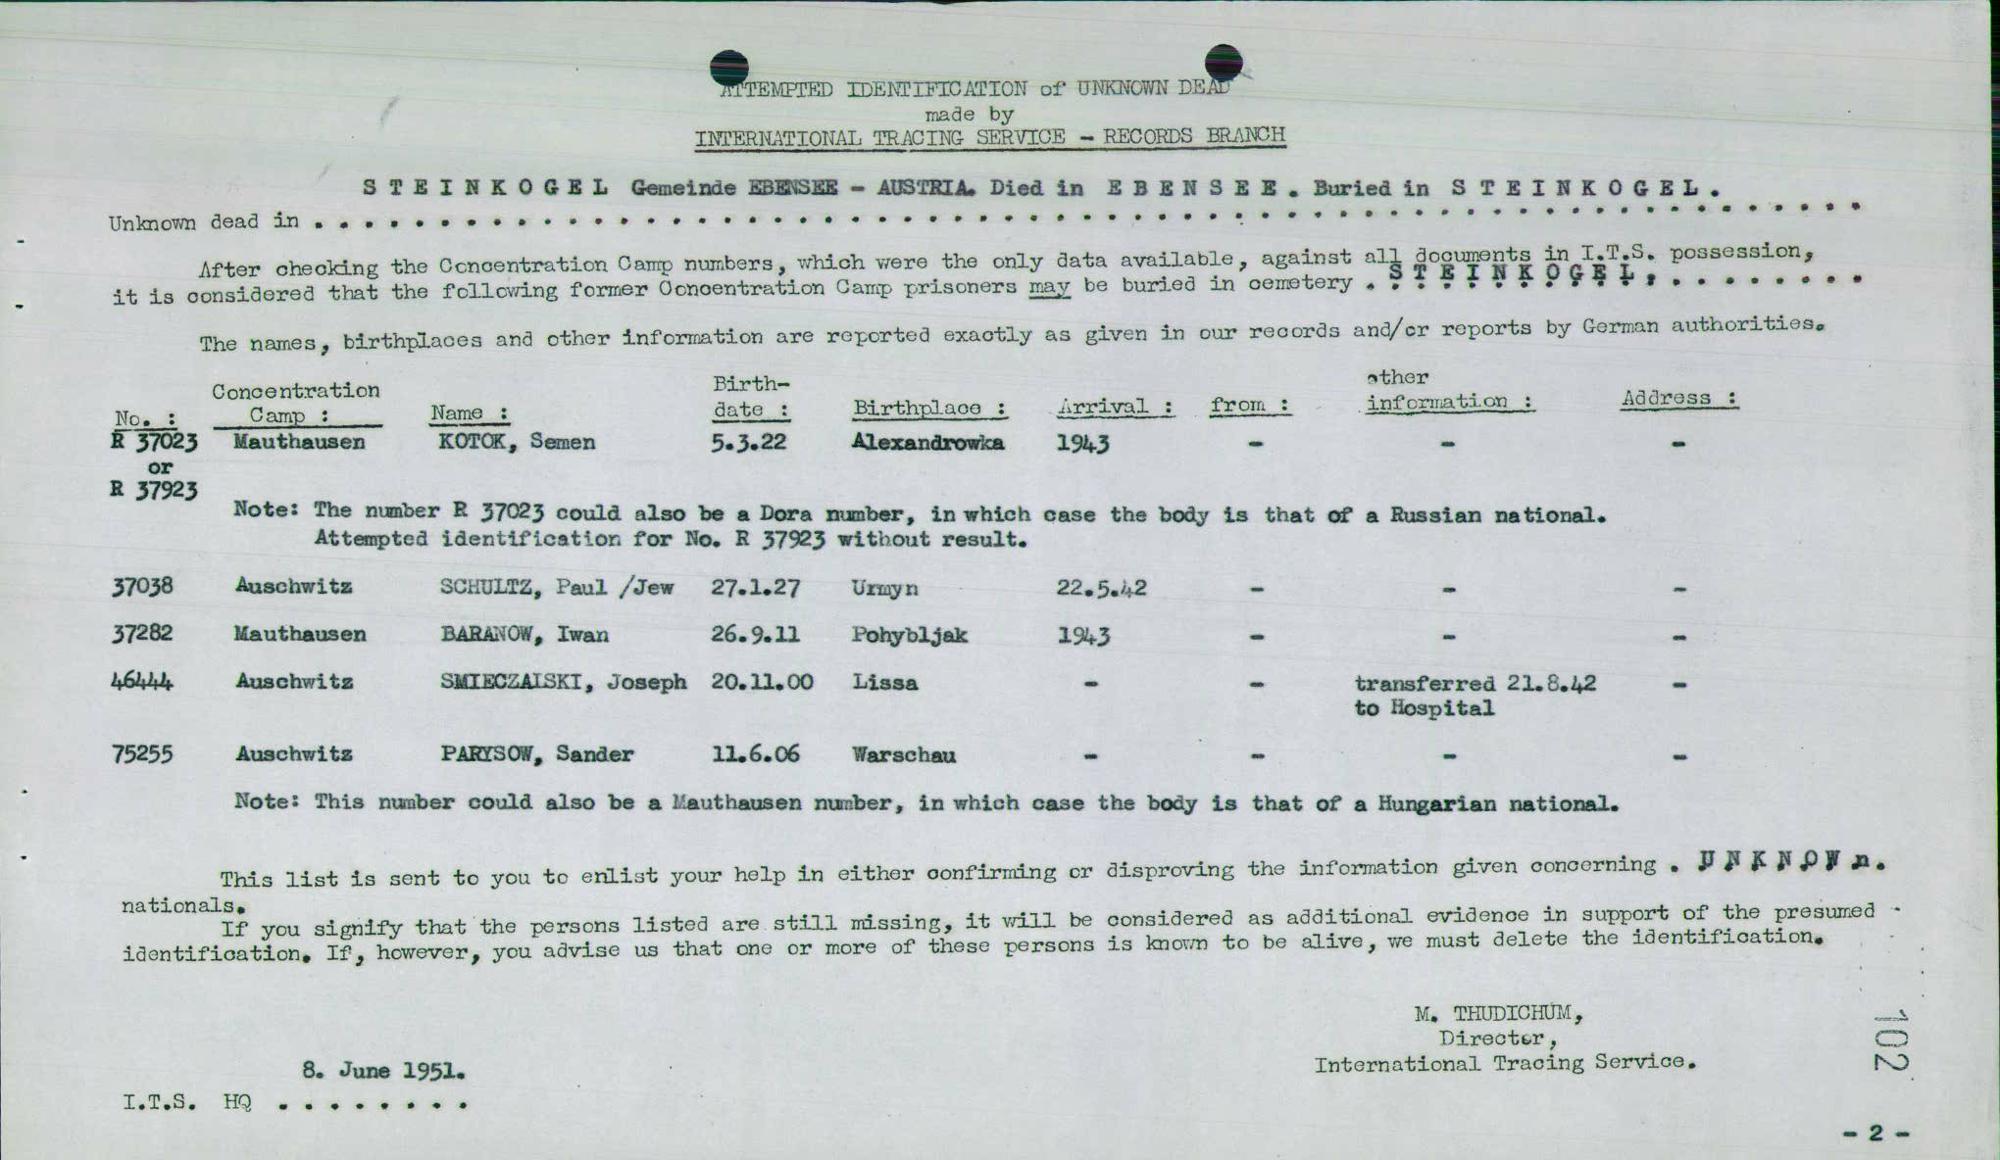 ATTEMPTED IDENTIFICATION of UNKNOWN DEAD
made by
INTERNATIONAL TRACING SERVICE - RECORDS BRANCH
S T E I N K O G E L Gemeinde EBENSEE - AUSTRIA. Died in E B E N S E E . Buried in S T E I N K O G E L .
Unknown dead in . . . . . . . . . . . . . . . . . . . . . . . . . . . . . . . . . . . . . . . . . . . . . . . . . . . . . . . . . . . . .
After checking the Concentration Camp numbers, which were the only data available, against all documents in I.T.S. possession,
it is considered that the following former Concentration Camp prisoners may be buried in cemetery . S T E I N K O G E L . . . . . . . . .
The names, birthplaces and other information are reported exactly as given in our records and/or reports by German authorities.
No. : Concentration Camp : Name : Birth-date : Birthplace : Arrival : from : other information : Address :
R 37023 Mauthausen KOTOK, Semen 5.3.22 Alexandrowka 1943 - - -
or
R 37923
Note: The number R 37023 could also be a Dora number, in which case the body is that of a Russian national.
Attempted identification for No. R 37923 without result.
37038 Auschwitz SCHULTZ, Paul /Jew 27.1.27 Urmyn 22.5.42 - - -
37282 Mauthausen BARANOW, Iwan 26.9.11 Pohybljak 1943 - - -
46444 Auschwitz SMIECZALSKI, Joseph 20.11.00 Lissa - - transferred 21.8.42 -
to Hospital
75255 Auschwitz PARYSOW, Sander 11.6.06 Warschau - - - -
Note: This number could also be a Mauthausen number, in which case the body is that of a Hungarian national.
This list is sent to you to enlist your help in either confirming or disproving the information given concerning . U N K N O W n.
nationals.
If you signify that the persons listed are still missing, it will be considered as additional evidence in support of the presumed
identification. If, however, you advise us that one or more of these persons is known to be alive, we must delete the identification.
M. THUDICHUM,
Director,
International Tracing Service.
8. June 1951.
I.T.S. HQ . . . . . . . .
102
- 2 -